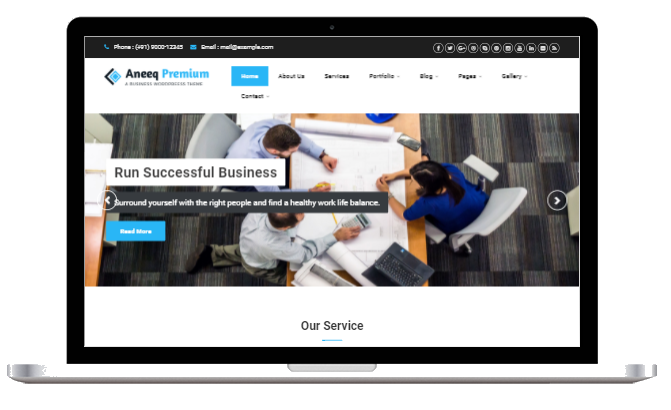 Phone : (+91) 9000-12345 Email : mail@example.com
Aneeq Premium
A BUSINESS WORDPRESS THEME
Home About Us Services Portfolio Blog Pages Gallery
Contact
Run Successful Business
Surround yourself with the right people and find a healthy work life balance.
Read More
Our Service